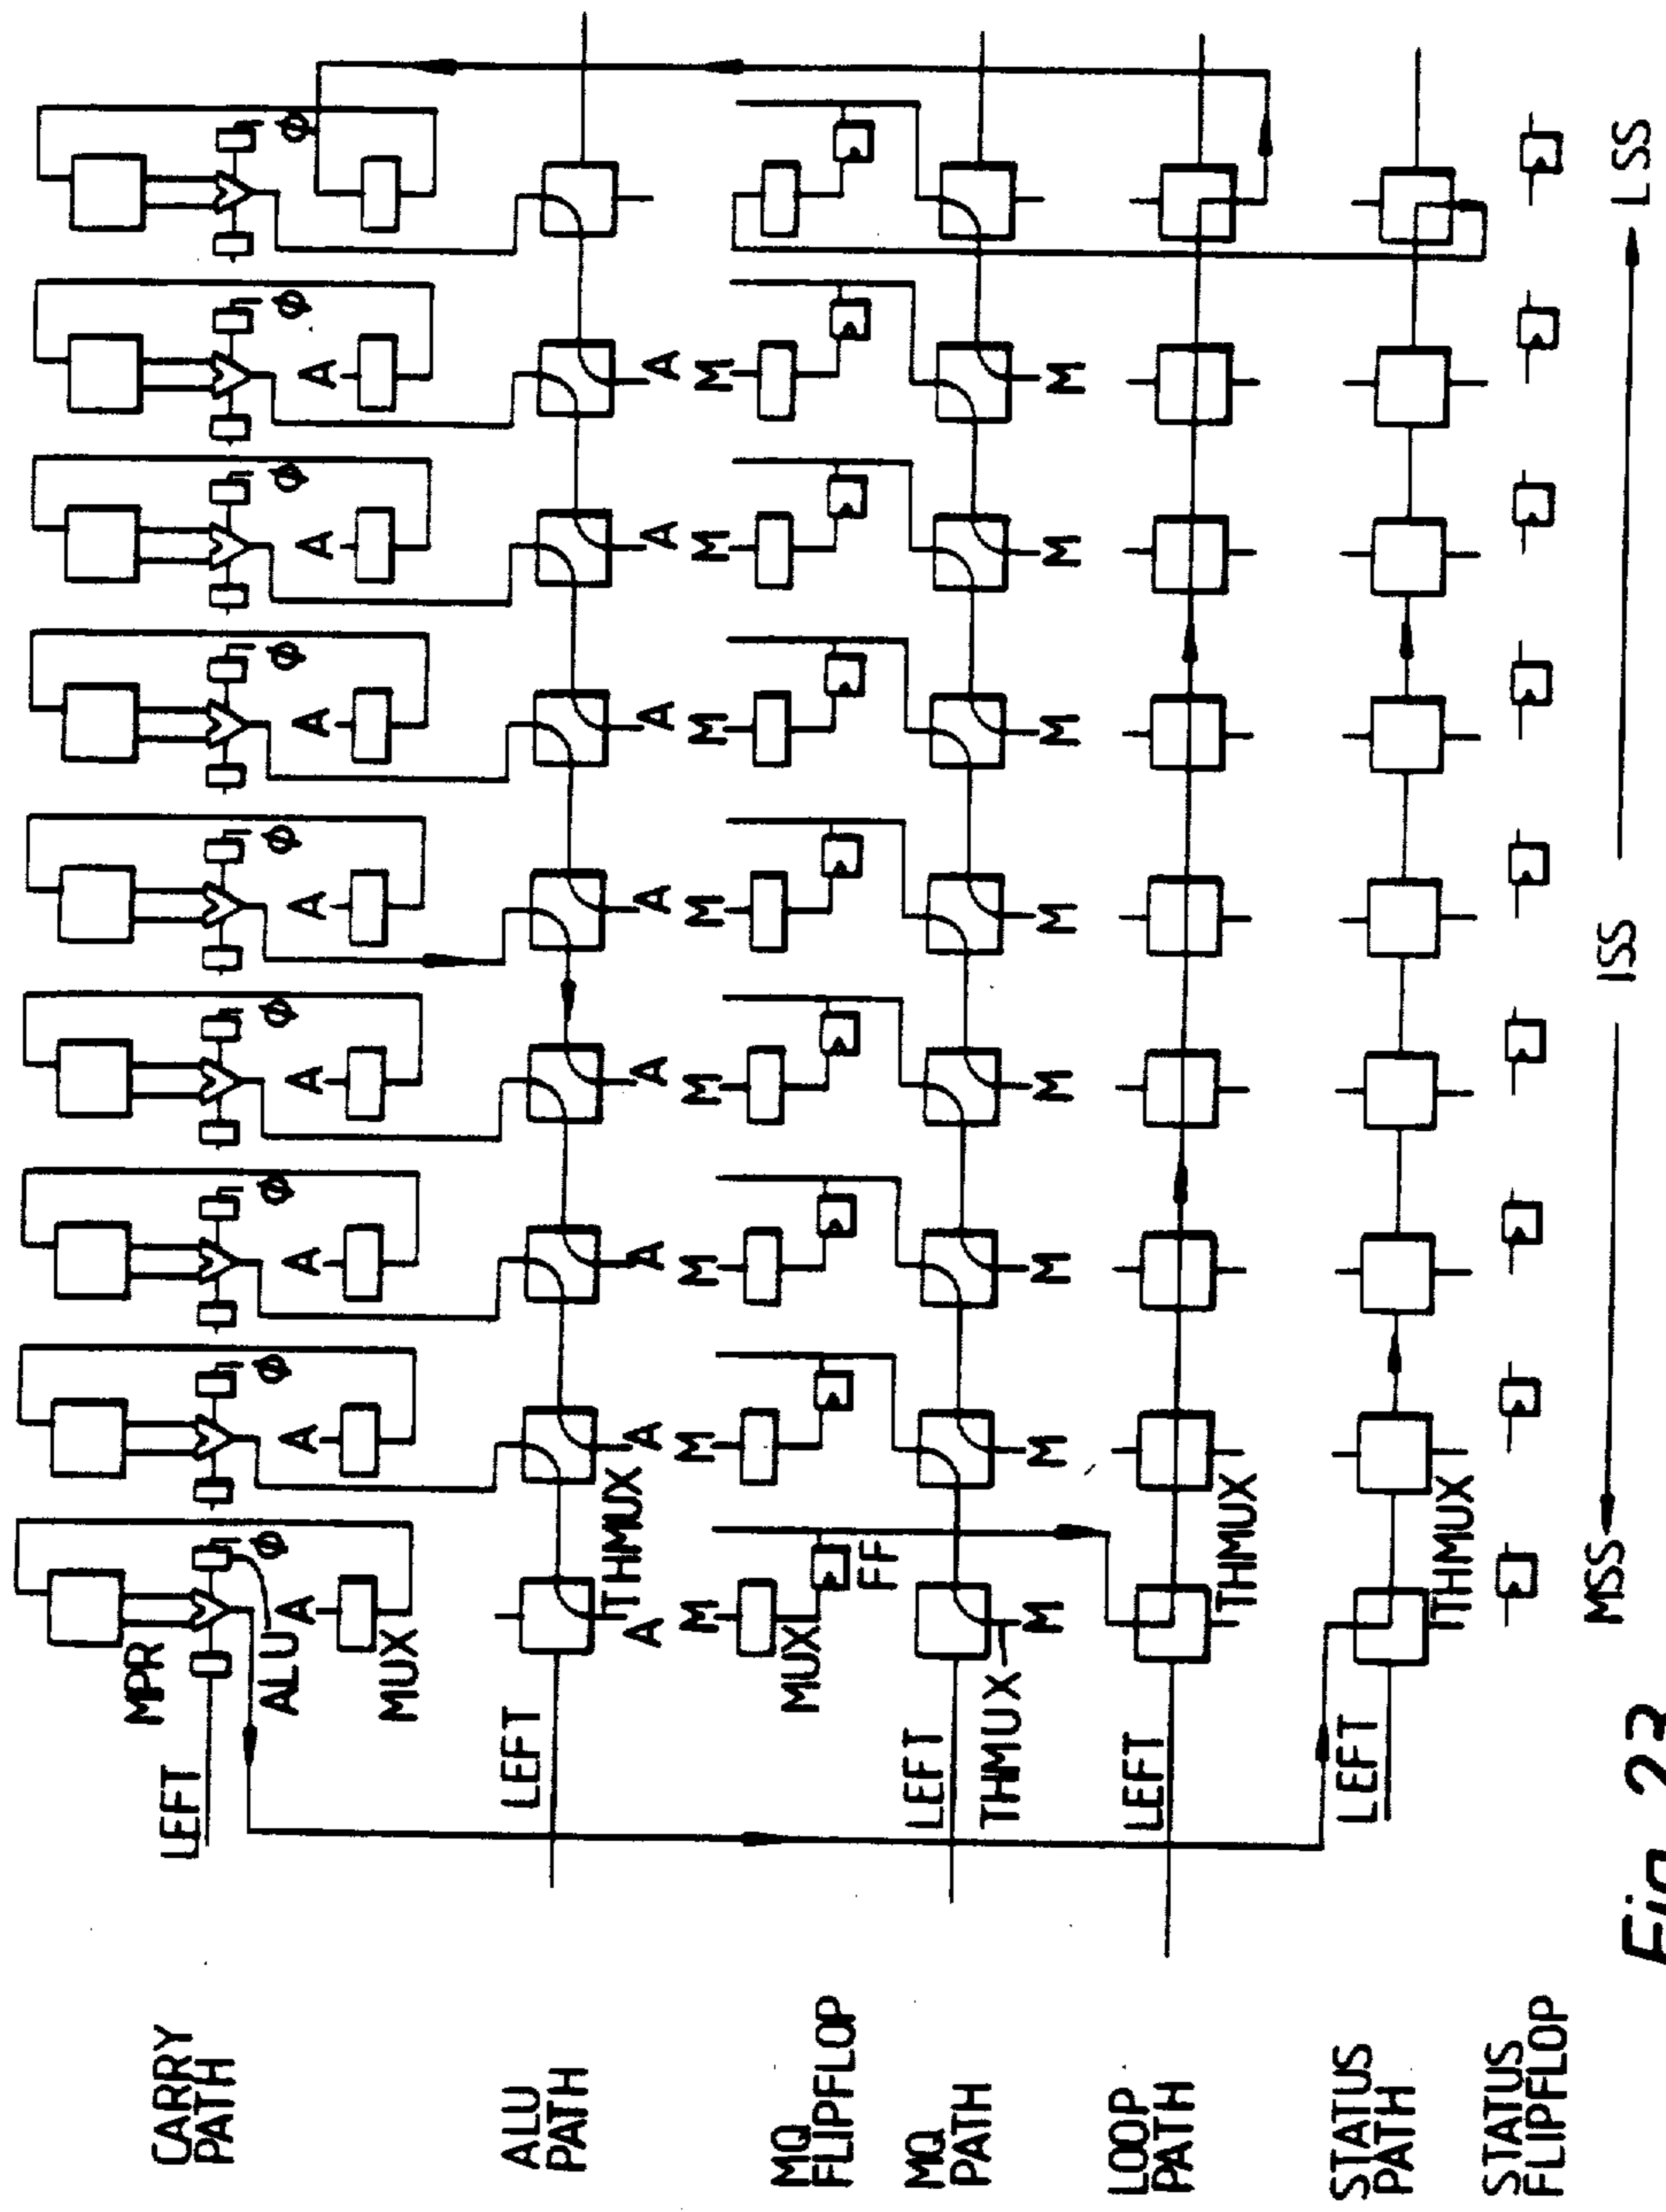 CARRY
PATH
LEFT
MPR
ALU
MUX
Φ Φ Φ Φ Φ Φ Φ Φ Φ
A A A A A A A A
ALU
PATH
LEFT
THMUX
A A A A A A A A
MQ
FLIPFLOP
M M M M M M M M
MUX
FF
MQ
PATH
LEFT
THMUX
M M M M M M M M
LOOP
PATH
LEFT
THMUX
STATUS
PATH
LEFT
THMUX
STATUS
FLIPFLOP
MSS ISS LSS
Fig. 23